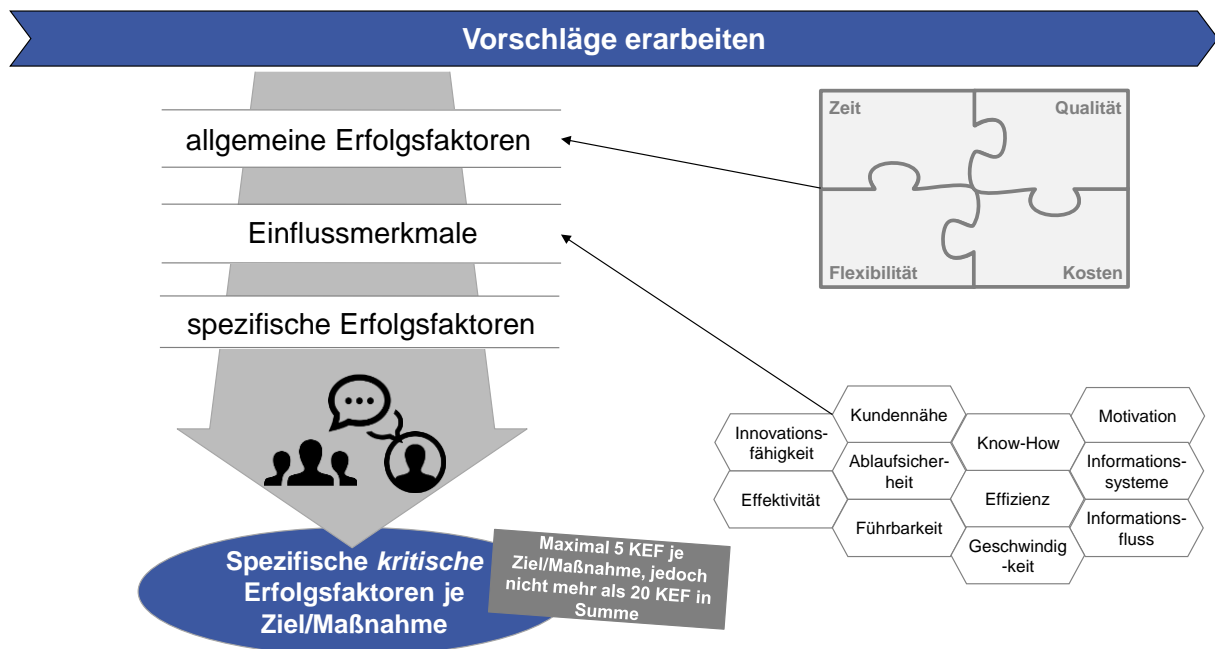 Vorschläge erarbeiten
allgemeine Erfolgsfaktoren
Einflussmerkmale
spezifische Erfolgsfaktoren
Spezifische kritische
Erfolgsfaktoren je
Ziel/Maßnahme
Maximal 5 KEF je
Ziel/Maßnahme, jedoch
nicht mehr als 20 KEF in
Summe
Zeit
Qualität
Flexibilität
Kosten
Innovations-
fähigkeit
Effektivität
Kundennähe
Ablaufsicher-
heit
Führbarkeit
Know-How
Effizienz
Geschwindig
-keit
Motivation
Informations-
systeme
Informations-
fluss